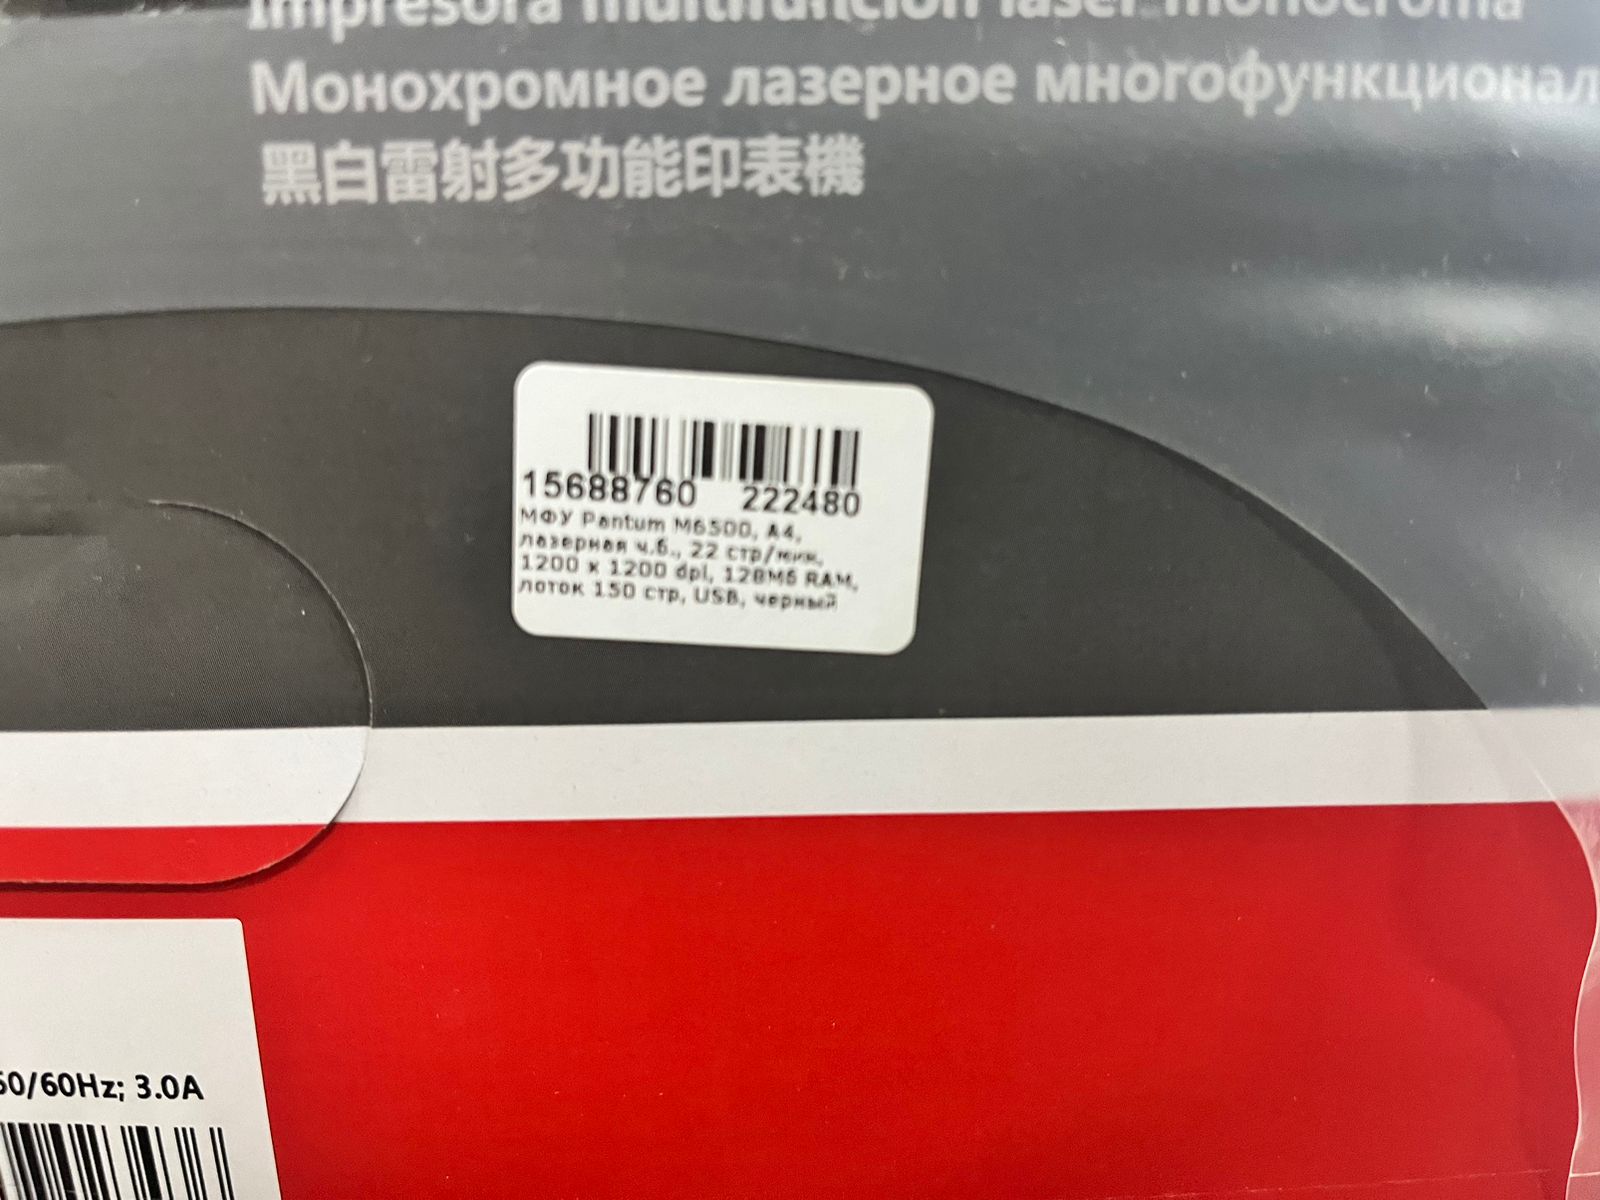 Impresora multifunción láser monocroma
Монохромное лазерное многофункционал
黑白雷射多功能印表機
15688760 222480
МФУ Pantum M6500, A4,
лазерная ч.б., 22 стр/мин,
1200 x 1200 dpi, 128Мб RAM,
лоток 150 стр, USB, черный
50/60Hz; 3.0A